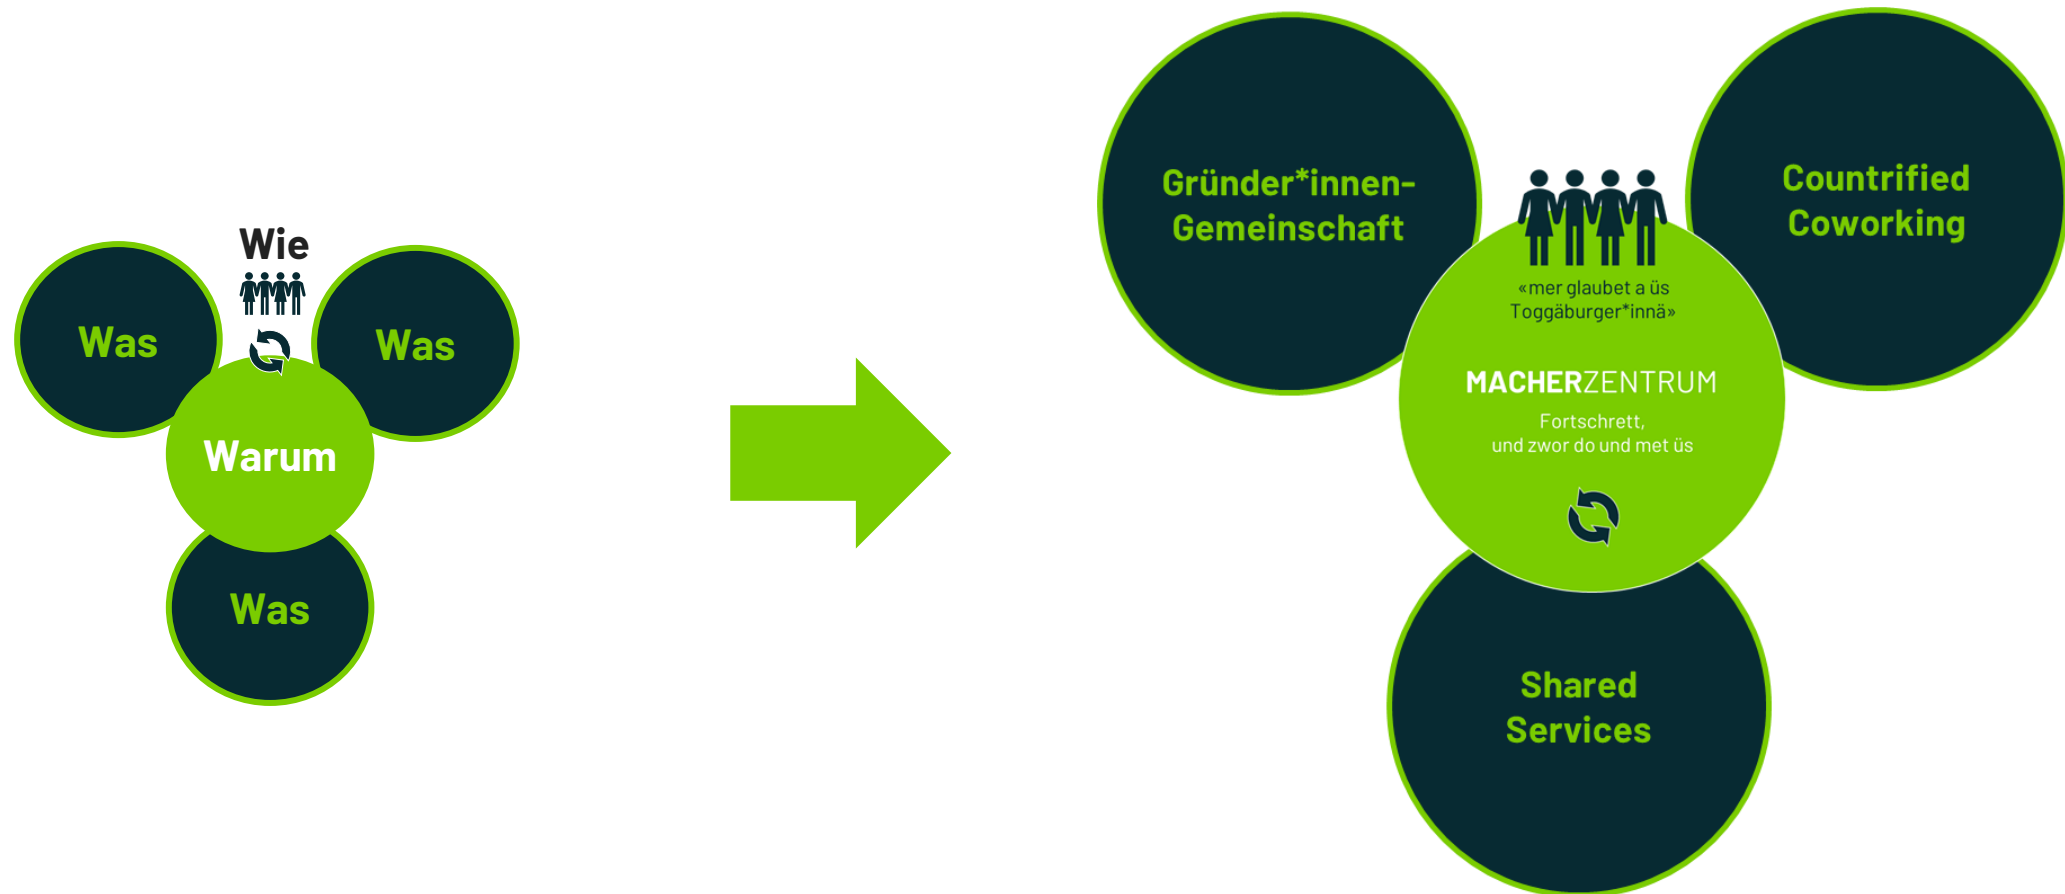 Wie
Was
Was
Warum
Was
Gründer*innen-
Gemeinschaft
Countrified
Coworking
«mer glaubet a üs
Toggäburger*innä»
MACHERZENTRUM
Fortschrett,
und zwor do und met üs
Shared
Services